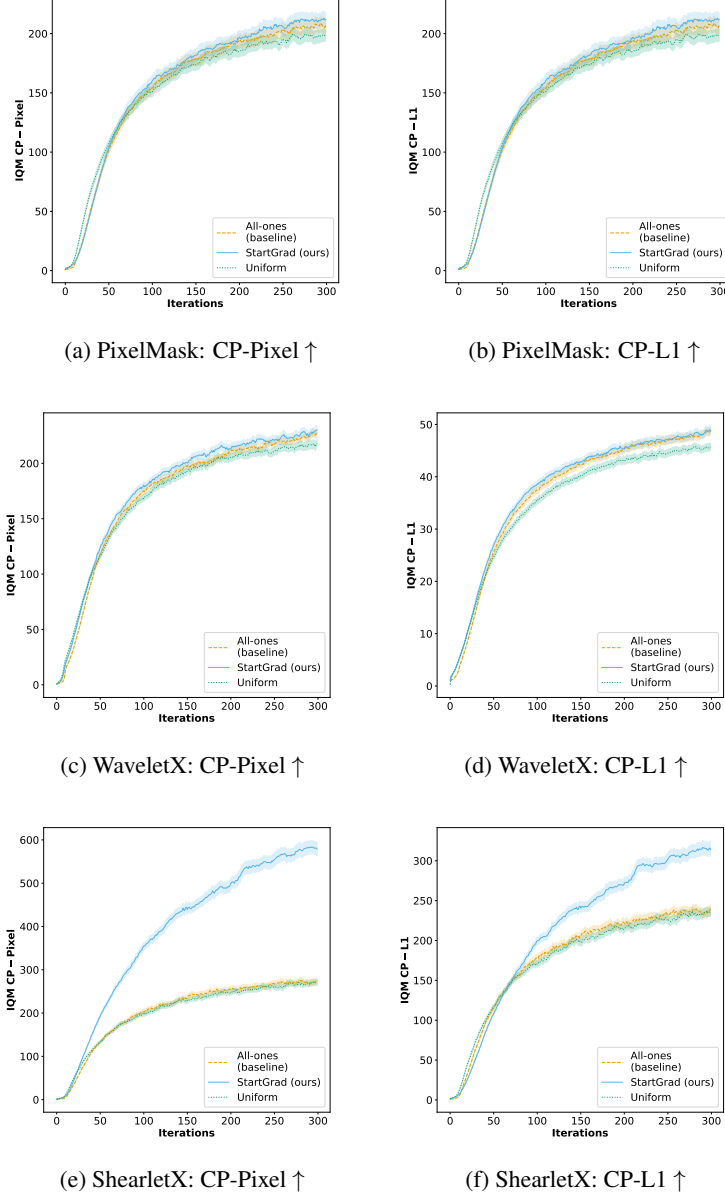 IQM CP – Pixel
200
150
100
50
0
All-ones
(baseline)
StartGrad (ours)
Uniform
0 50 100 150 200 250 300
Iterations
(a) PixelMask: CP-Pixel ↑
IQM CP – L1
200
150
100
50
0
All-ones
(baseline)
StartGrad (ours)
Uniform
0 50 100 150 200 250 300
Iterations
(b) PixelMask: CP-L1 ↑
IQM CP – Pixel
200
150
100
50
0
All-ones
(baseline)
StartGrad (ours)
Uniform
0 50 100 150 200 250 300
Iterations
(c) WaveletX: CP-Pixel ↑
IQM CP – L1
50
40
30
20
10
0
All-ones
(baseline)
StartGrad (ours)
Uniform
0 50 100 150 200 250 300
Iterations
(d) WaveletX: CP-L1 ↑
IQM CP – Pixel
600
500
400
300
200
100
0
All-ones
(baseline)
StartGrad (ours)
Uniform
0 50 100 150 200 250 300
Iterations
(e) ShearletX: CP-Pixel ↑
IQM CP – L1
300
250
200
150
100
50
0
All-ones
(baseline)
StartGrad (ours)
Uniform
0 50 100 150 200 250 300
Iterations
(f) ShearletX: CP-L1 ↑